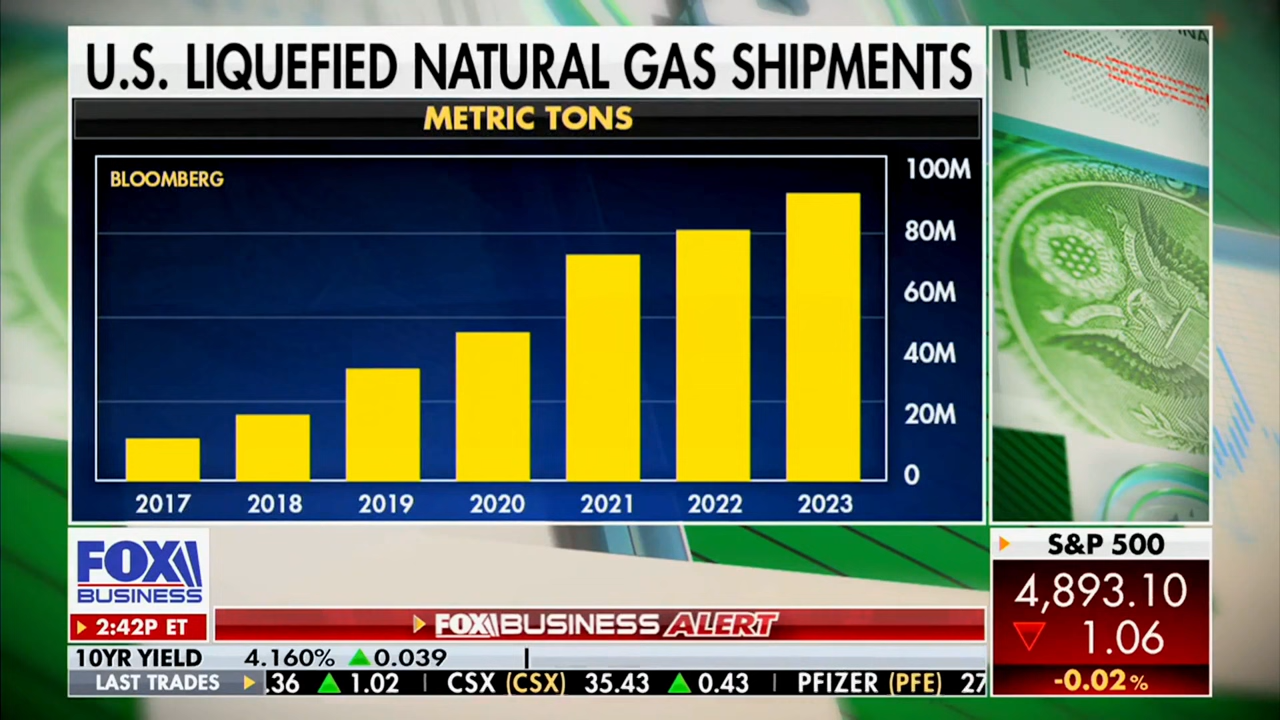 U.S. LIQUEFIED NATURAL GAS SHIPMENTS
METRIC TONS
BLOOMBERG
100M
80M
60M
40M
20M
0
2017 2018 2019 2020 2021 2022 2023
FOX
BUSINESS
2:42P ET
FOX BUSINESS ALERT
10YR YIELD 4.160% 0.039
LAST TRADES .36 1.02 | CSX (CSX) 35.43 0.43 | PFIZER (PFE) 27
S&P 500
4,893.10
1.06
-0.02%